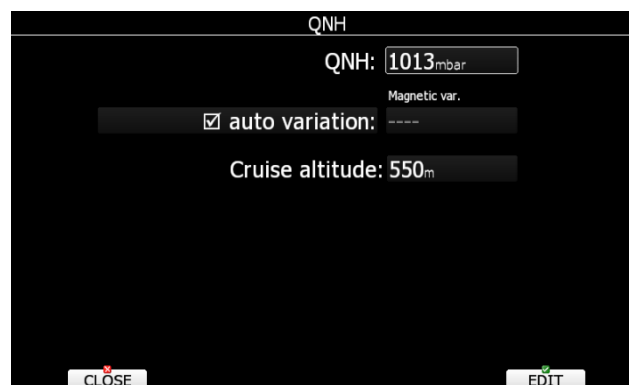 QNH
QNH: 1013mbar
Magnetic var.
☑ auto variation: ----
Cruise altitude: 550m
CLOSE EDIT